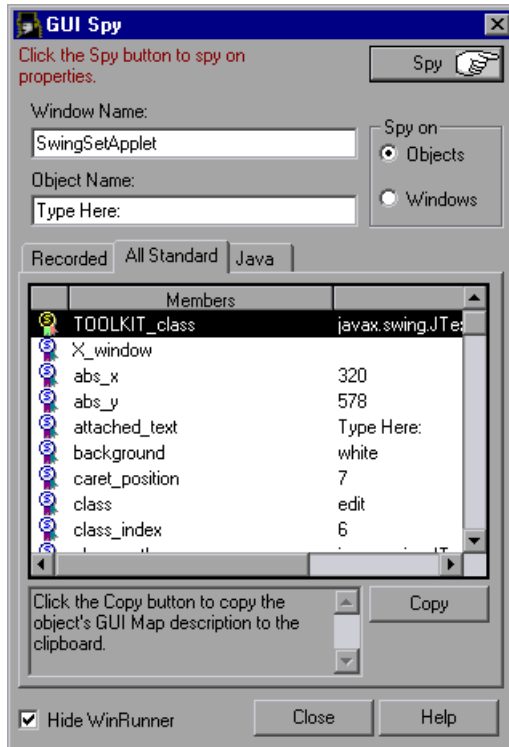 GUI Spy
Click the Spy button to spy on
properties.
Spy
Window Name:
SwingSetApplet
Spy on
Objects
Windows
Object Name:
Type Here:
Recorded
All Standard
Java
Members
TOOLKIT_class javax.swing.JTe
X_window
abs_x 320
abs_y 578
attached_text Type Here:
background white
caret_position 7
class edit
class_index 6
Click the Copy button to copy the
object's GUI Map description to the
clipboard.
Copy
Hide WinRunner
Close
Help